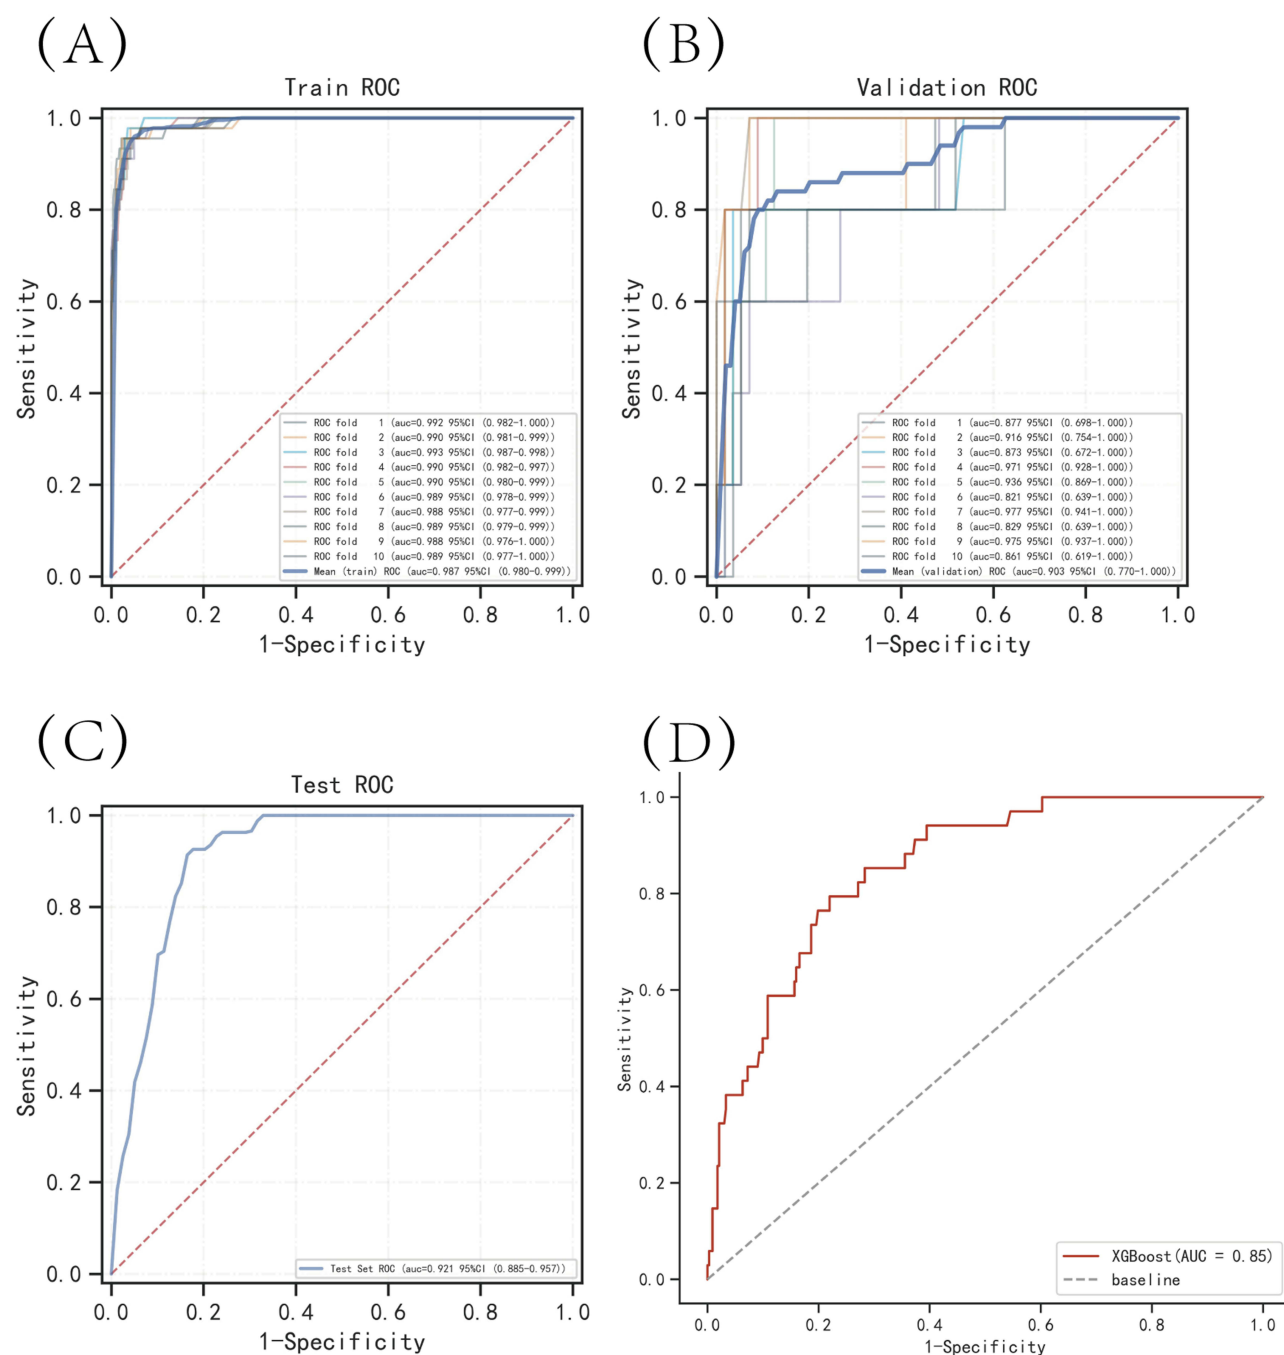 (A)
Train ROC
1.0
0.8
0.6
0.4
0.2
0.0
Sensitivity
ROC fold 1 (auc=0.992 95%CI (0.982-1.000))
ROC fold 2 (auc=0.990 95%CI (0.981-0.999))
ROC fold 3 (auc=0.993 95%CI (0.987-0.998))
ROC fold 4 (auc=0.990 95%CI (0.982-0.997))
ROC fold 5 (auc=0.990 95%CI (0.980-0.999))
ROC fold 6 (auc=0.989 95%CI (0.978-0.999))
ROC fold 7 (auc=0.988 95%CI (0.977-0.999))
ROC fold 8 (auc=0.989 95%CI (0.979-0.999))
ROC fold 9 (auc=0.988 95%CI (0.976-1.000))
ROC fold 10 (auc=0.989 95%CI (0.977-1.000))
Mean (train) ROC (auc=0.987 95%CI (0.980-0.999))
0.0 0.2 0.4 0.6 0.8 1.0
1-Specificity
(B)
Validation ROC
1.0
0.8
0.6
0.4
0.2
0.0
Sensitivity
ROC fold 1 (auc=0.877 95%CI (0.698-1.000))
ROC fold 2 (auc=0.916 95%CI (0.754-1.000))
ROC fold 3 (auc=0.873 95%CI (0.672-1.000))
ROC fold 4 (auc=0.971 95%CI (0.928-1.000))
ROC fold 5 (auc=0.936 95%CI (0.869-1.000))
ROC fold 6 (auc=0.821 95%CI (0.639-1.000))
ROC fold 7 (auc=0.977 95%CI (0.941-1.000))
ROC fold 8 (auc=0.829 95%CI (0.639-1.000))
ROC fold 9 (auc=0.975 95%CI (0.937-1.000))
ROC fold 10 (auc=0.861 95%CI (0.619-1.000))
Mean (validation) ROC (auc=0.903 95%CI (0.770-1.000))
0.0 0.2 0.4 0.6 0.8 1.0
1-Specificity
(C)
Test ROC
1.0
0.8
0.6
0.4
0.2
0.0
Sensitivity
Test Set ROC (auc=0.921 95%CI (0.885-0.957))
0.0 0.2 0.4 0.6 0.8 1.0
1-Specificity
(D)
1.0
0.8
0.6
0.4
0.2
0.0
Sensitivity
XGBoost(AUC = 0.85)
baseline
0.0 0.2 0.4 0.6 0.8 1.0
1-Specificity